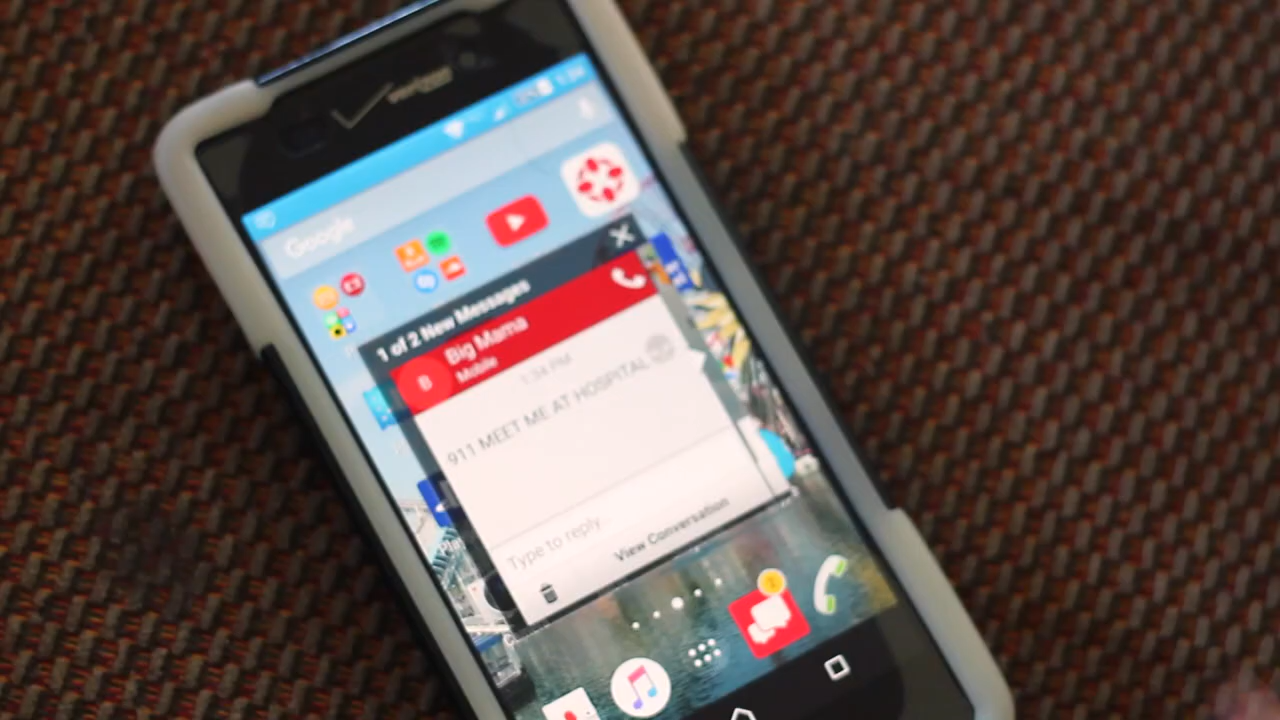 verizon
Google
1 of 2 New Messages
Big Mama
B
Mobile
1:34 PM
911 MEET ME AT HOSPITAL
Type to reply...
View Conversation